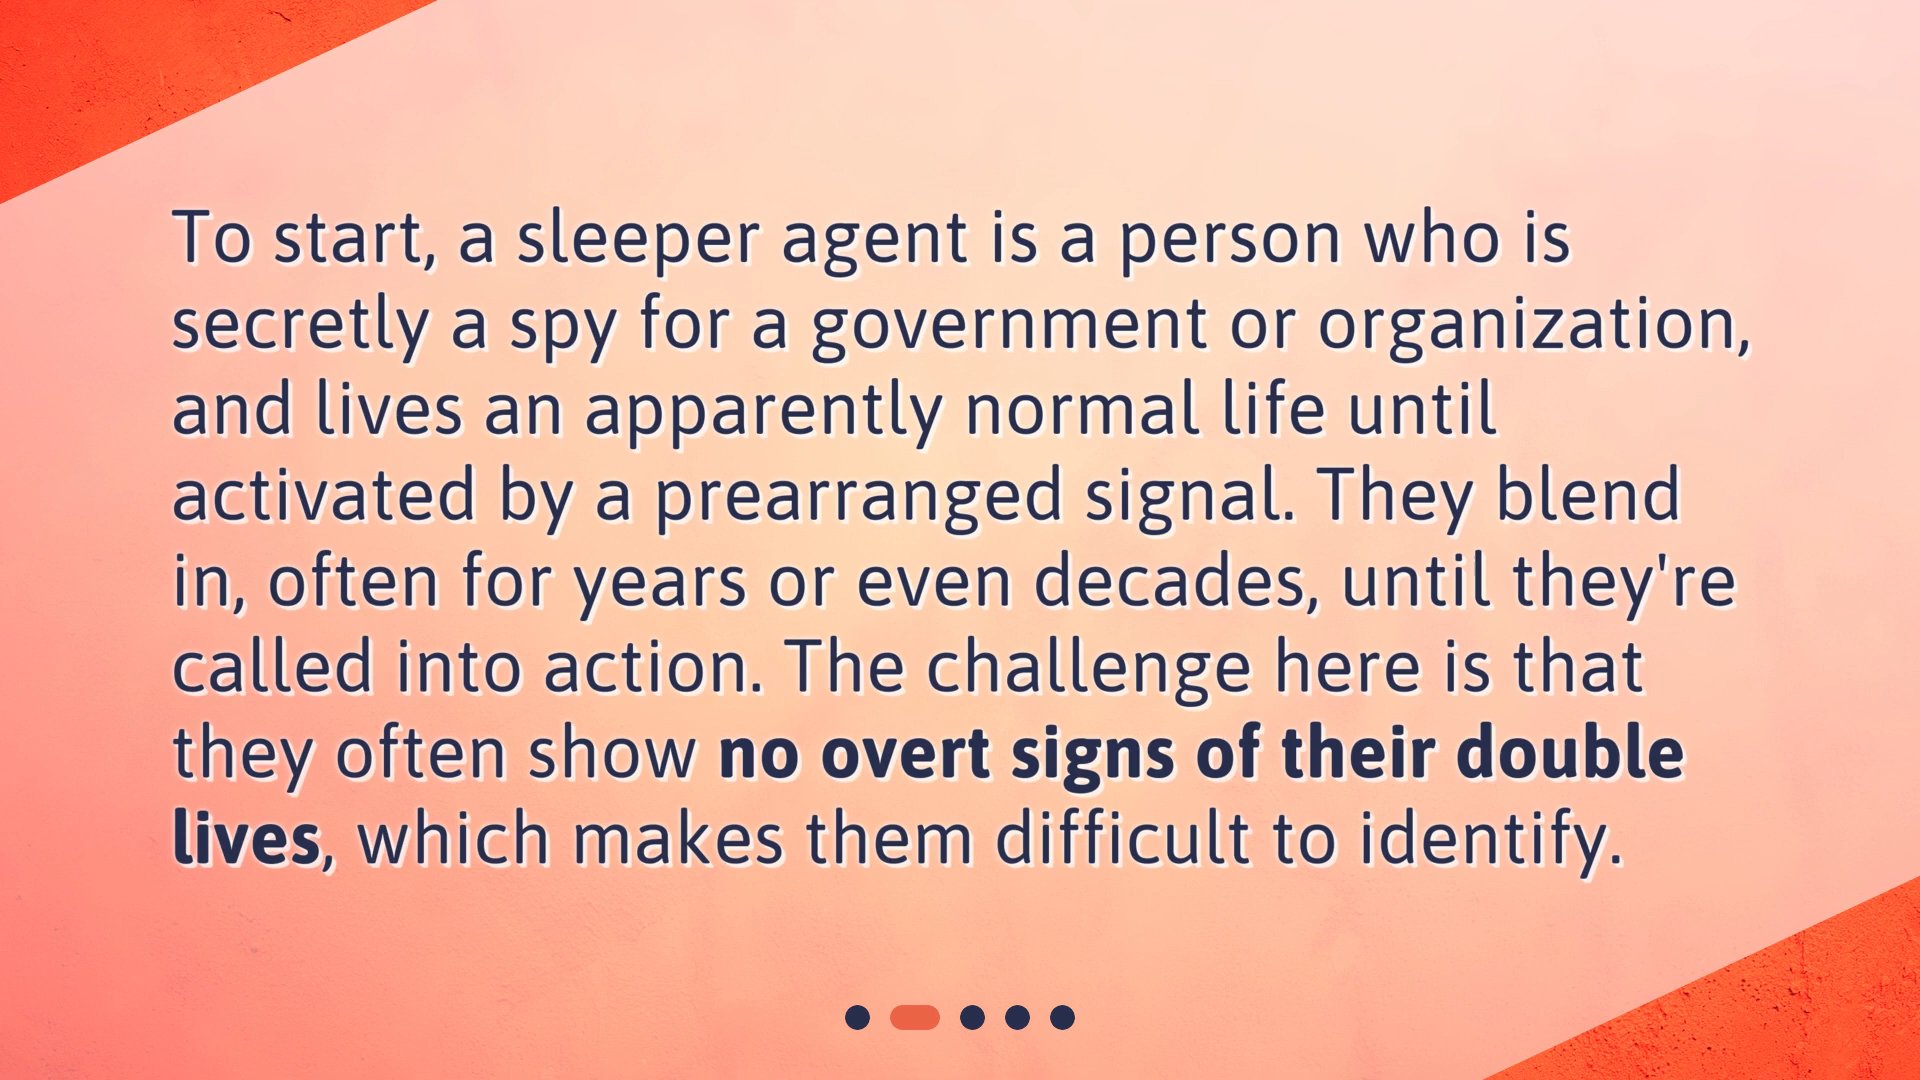 To start, a sleeper agent is a person who is
secretly a spy for a government or organization,
and lives an apparently normal life until
activated by a prearranged signal. They blend
in, often for years or even decades, until they're
called into action. The challenge here is that
they often show no overt signs of their double
lives, which makes them difficult to identify.